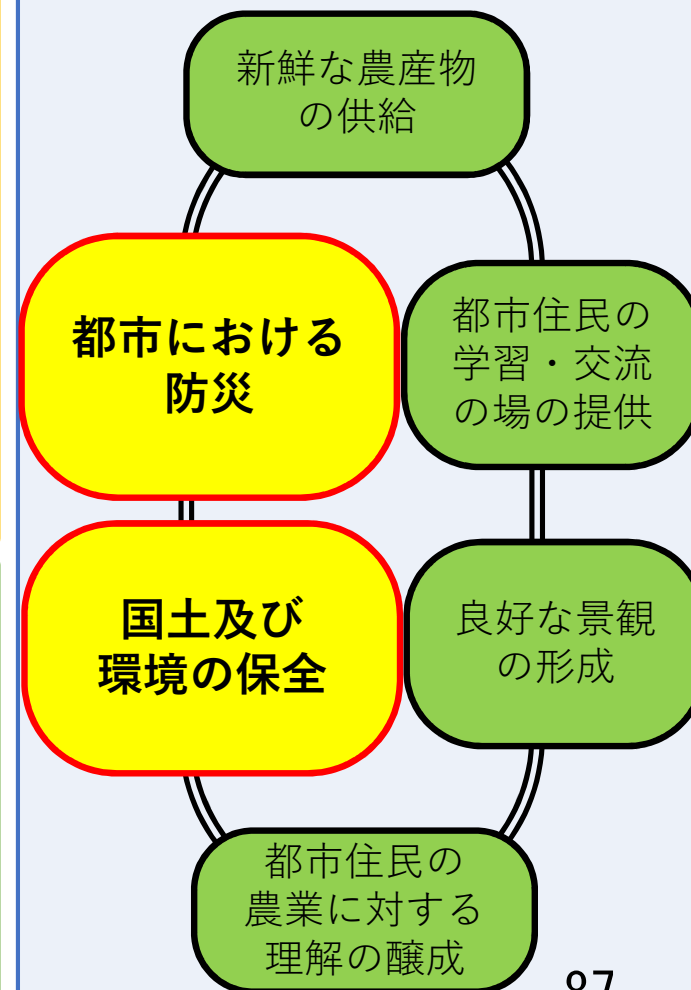 新鮮な農産物
の供給
都市における
防災
都市住民の
学習・交流
の場の提供
国土及び
環境の保全
良好な景観
の形成
都市住民の
農業に対する
理解の醸成
87